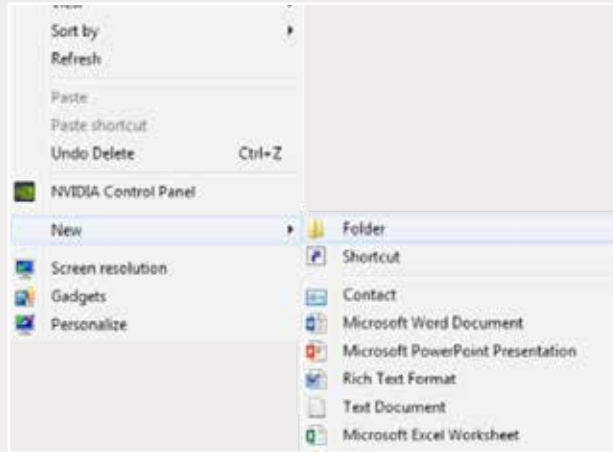 View
Sort by
Refresh
Paste
Paste shortcut
Undo Delete Ctrl+Z
NVIDIA Control Panel
New
Screen resolution
Gadgets
Personalize
Folder
Shortcut
Contact
Microsoft Word Document
Microsoft PowerPoint Presentation
Rich Text Format
Text Document
Microsoft Excel Worksheet